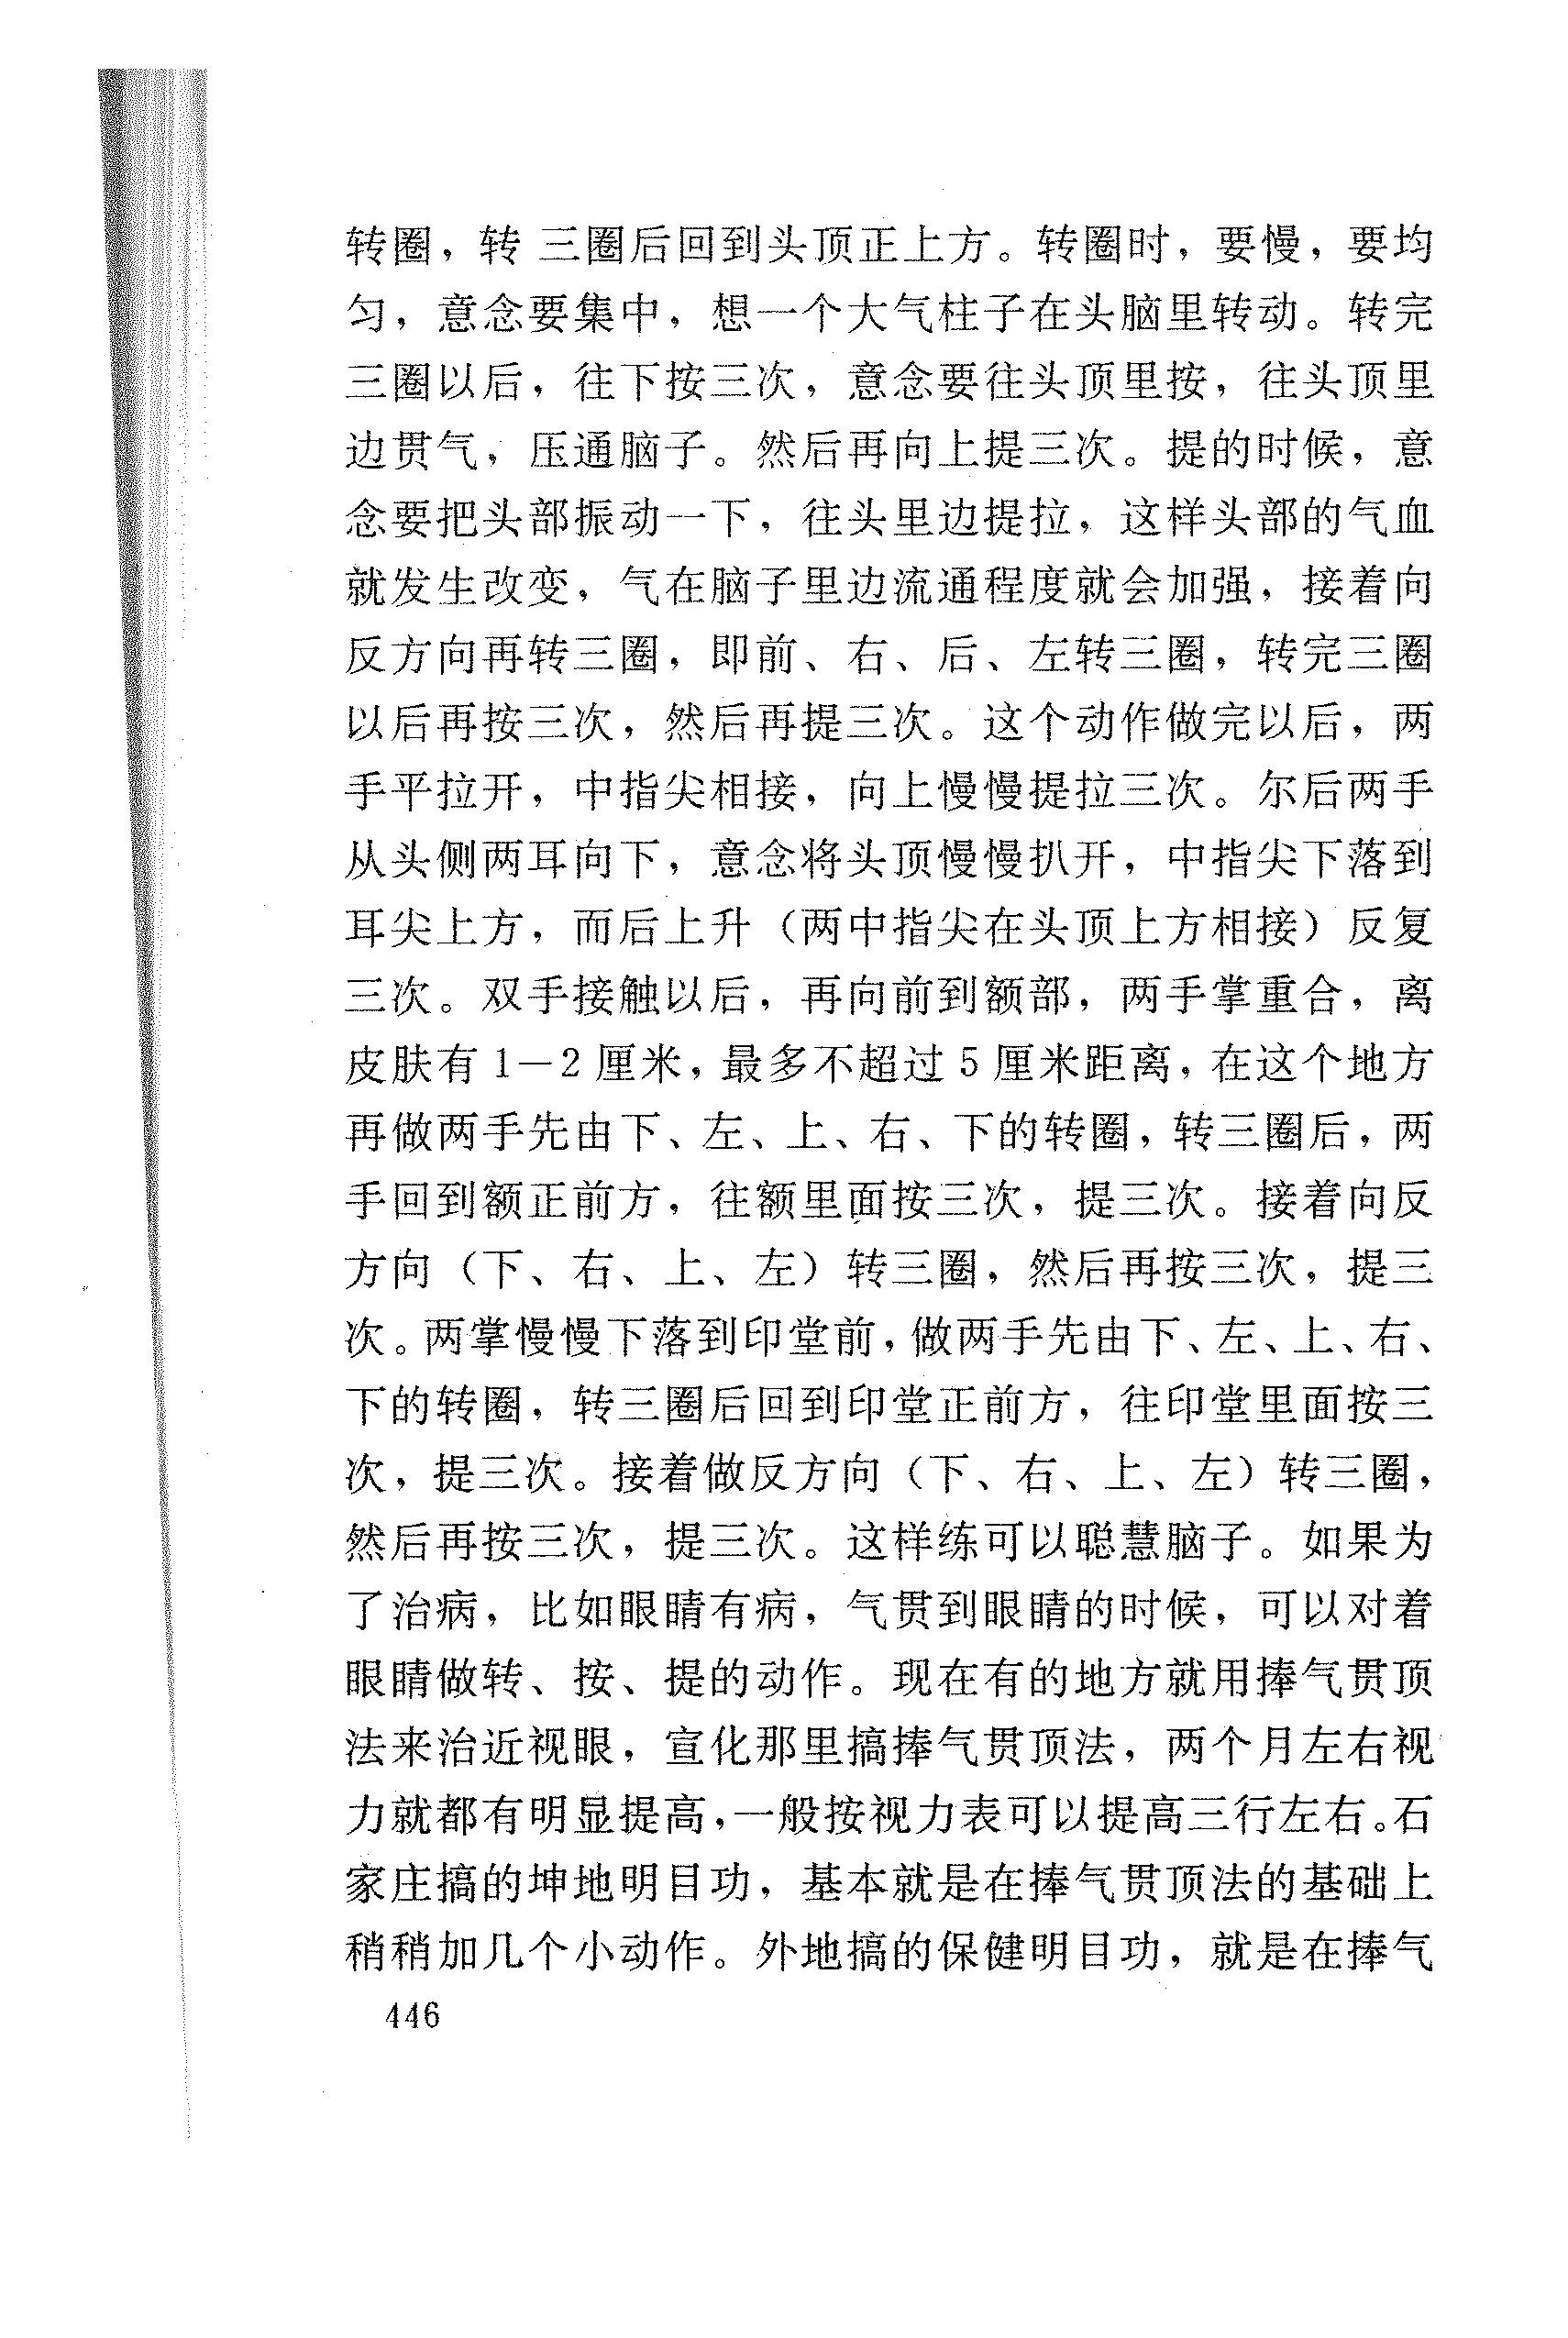 转圈，转 三圈后回到头顶正上方。转圈时，要慢，要均
匀，意念要集中，想一个大气柱子在头脑里转动。转完
三圈以后，往下按三次，意念要往头顶里按，往头顶里
边贯气，压通脑子。然后再向上提三次。提的时候，意
念要把头部振动一下，往头里边提拉，这样头部的气血
就发生改变，气在脑子里边流通程度就会加强，接着向
反方向再转三圈，即前、右、后、左转三圈，转完三圈
以后再按三次，然后再提三次。这个动作做完以后，两
手平拉开，中指尖相接，向上慢慢提拉三次。尔后两手
从头侧两耳向下，意念将头顶慢慢扒开，中指尖下落到
耳尖上方，而后上升（两中指尖在头顶上方相接）反复
三次。双手接触以后，再向前到额部，两手掌重合，离
皮肤有 1—2 厘米，最多不超过 5 厘米距离，在这个地方
再做两手先由下、左、上、右、下的转圈，转三圈后，两
手回到额正前方，往额里面按三次，提三次。接着向反
方向（下、右、上、左）转三圈，然后再按三次，提三
次。两掌慢慢下落到印堂前，做两手先由下、左、上、右、
下的转圈，转三圈后回到印堂正前方，往印堂里面按三
次，提三次。接着做反方向（下、右、上、左）转三圈，
然后再按三次，提三次。这样练可以聪慧脑子。如果为
了治病，比如眼睛有病，气贯到眼睛的时候，可以对着
眼睛做转、按、提的动作。现在有的地方就用捧气贯顶
法来治近视眼，宣化那里搞捧气贯顶法，两个月左右视
力就都有明显提高，一般按视力表可以提高三行左右。石
家庄搞的坤地明目功，基本就是在捧气贯顶法的基础上
稍稍加几个小动作。外地搞的保健明目功，就是在捧气
446